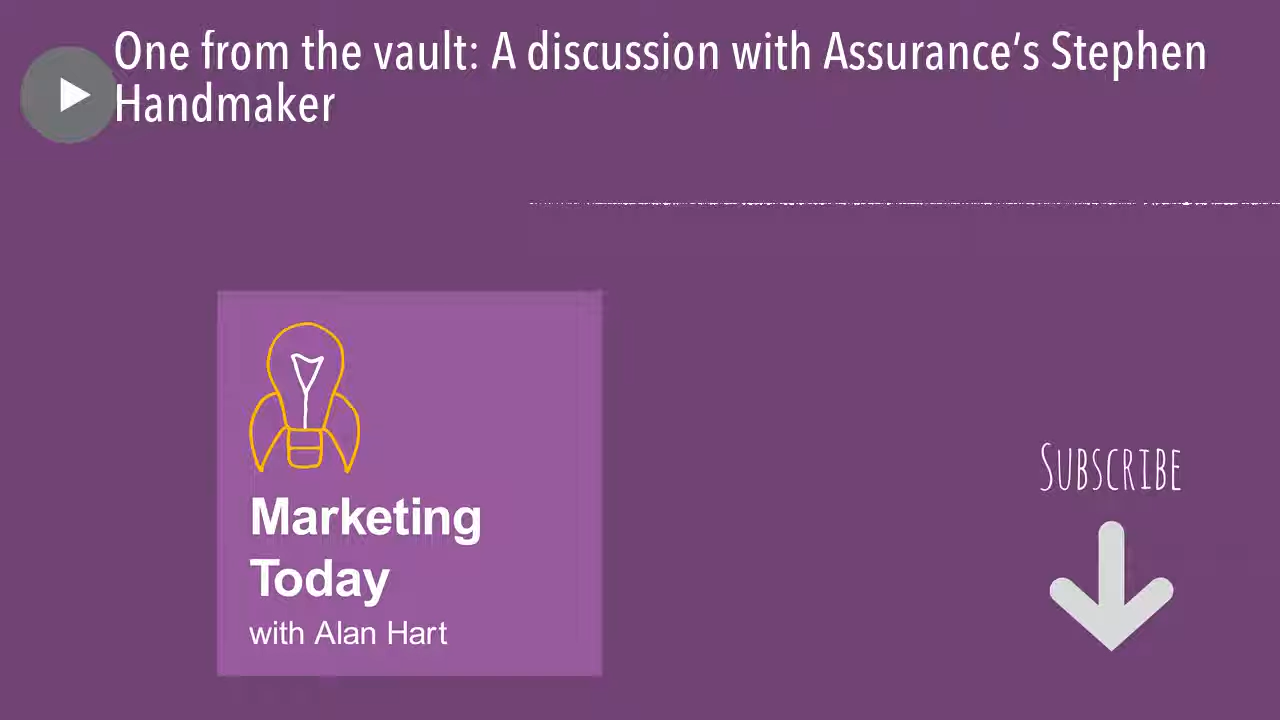 One from the vault: A discussion with Assurance’s Stephen
Handmaker
Marketing
Today
with Alan Hart
Subscribe